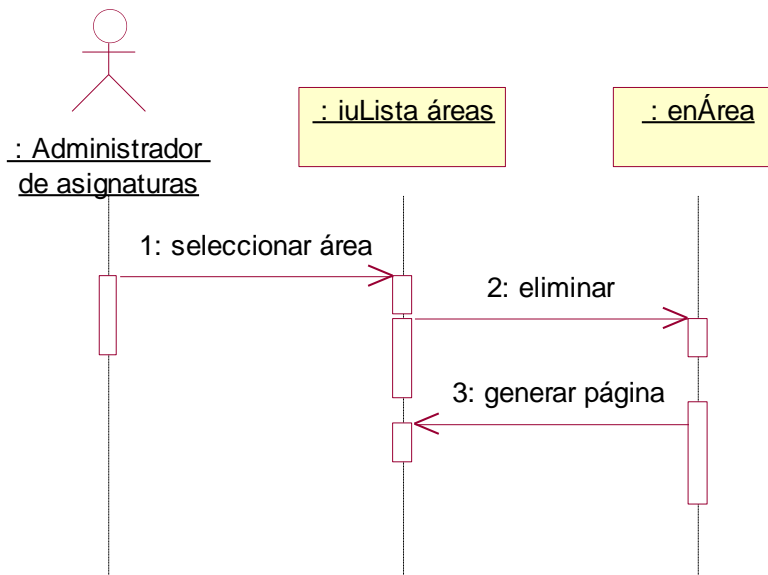 : Administrador
de asignaturas
: iuLista áreas
: enÁrea
1: seleccionar área
2: eliminar
3: generar página